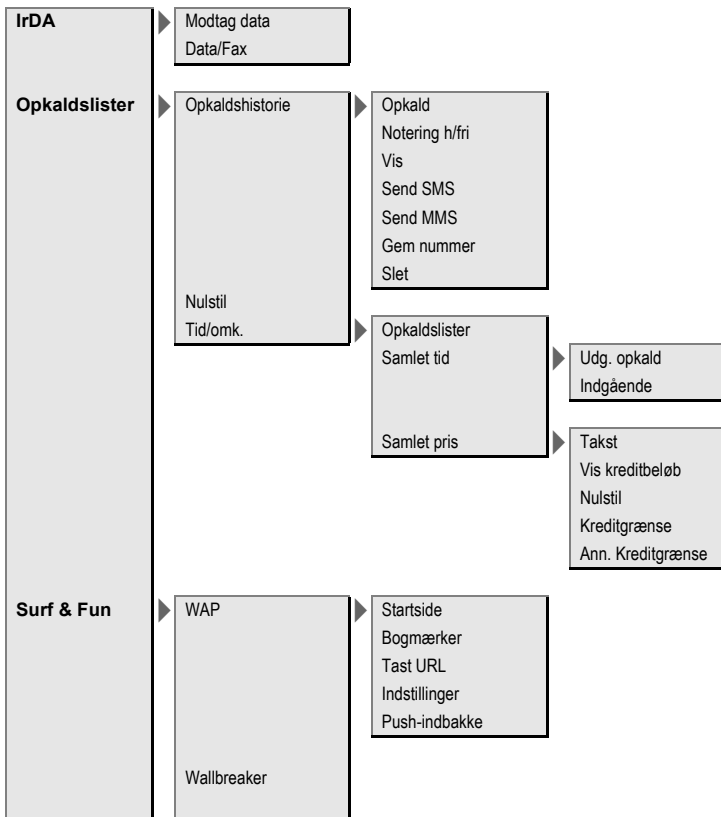 IrDA
Modtag data
Data/Fax
Opkaldslister
Opkaldshistorie
Opkald
Notering h/fri
Vis
Send SMS
Send MMS
Gem nummer
Slet
Nulstil
Tid/omk.
Opkaldslister
Samlet tid
Udg. opkald
Indgående
Samlet pris
Takst
Vis kreditbeløb
Nulstil
Kreditgrænse
Ann. Kreditgrænse
Surf & Fun
WAP
Startside
Bogmærker
Tast URL
Indstillinger
Push-indbakke
Wallbreaker